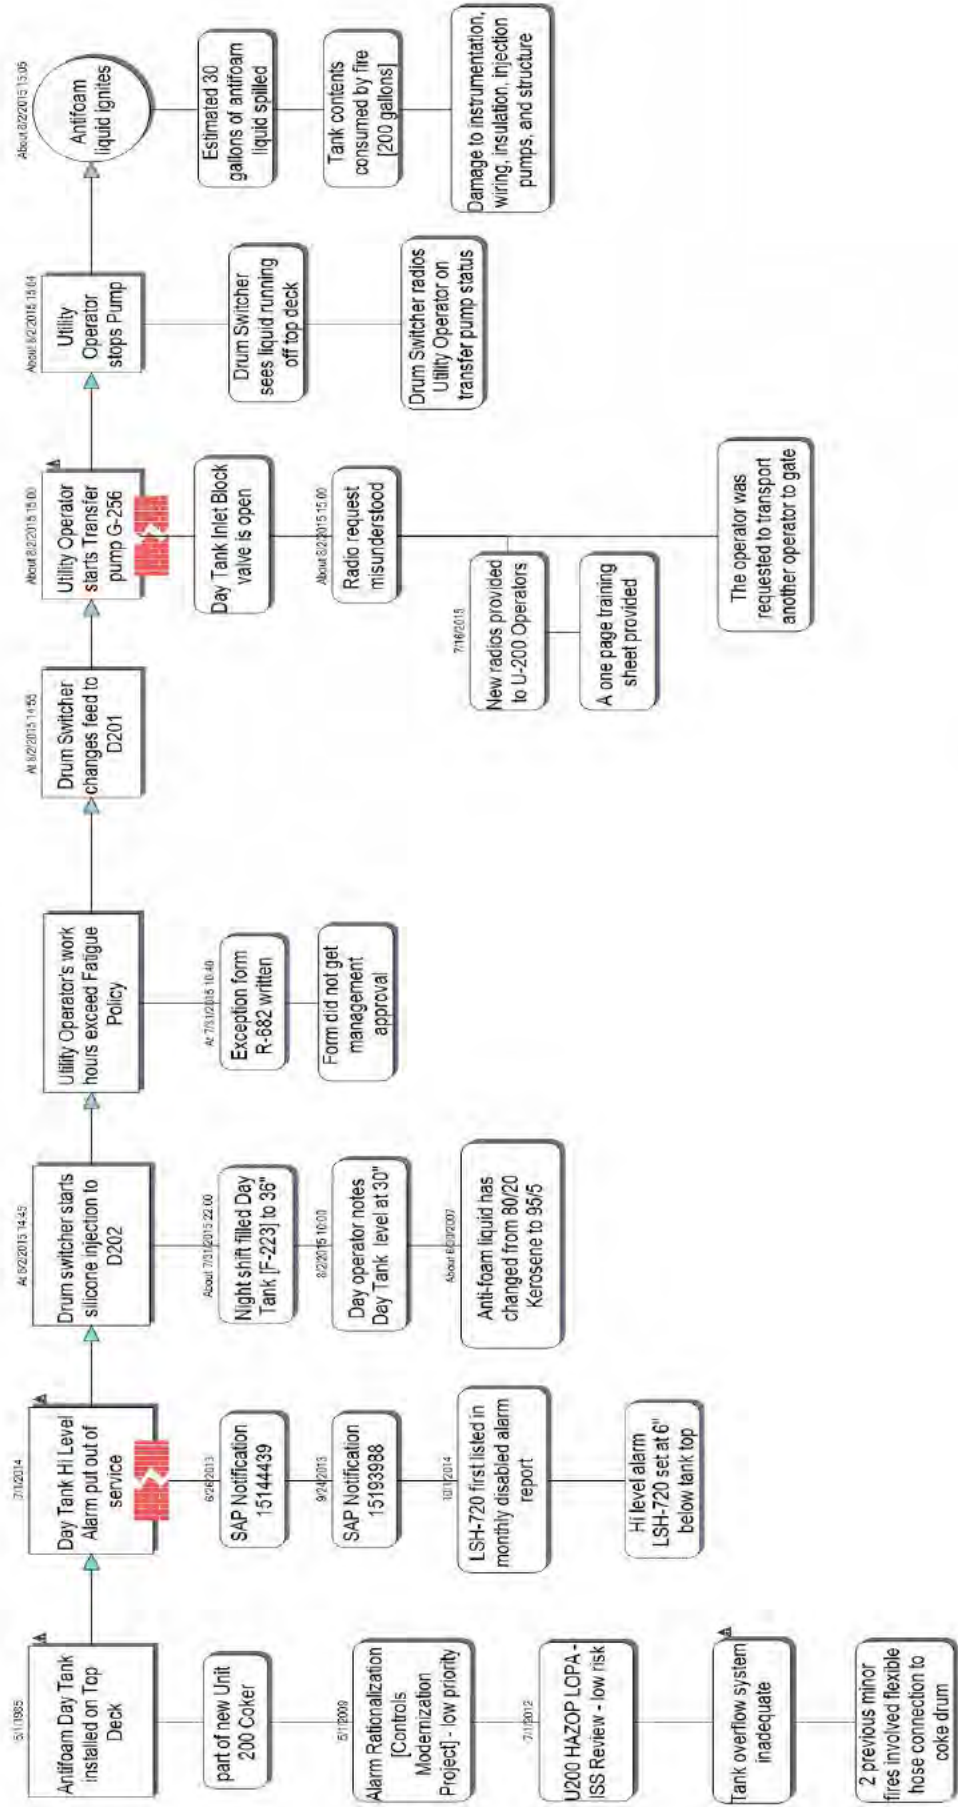 5/1/1985
Antifoam Day Tank
installed on Top
Deck
part of new Unit
200 Coker
5/1/2009
Alarm Rationalization
[Controls
Modernization
Project] - low priority
7/1/2012
U200 HAZOP LOPA -
ISS Review - low risk
Tank overflow system
inadequate
2 previous minor
fires involved flexible
hose connection to
coke drum
7/1/2014
Day Tank Hi Level
Alarm put out of
service
6/26/2013
SAP Notification
15144439
9/24/2013
SAP Notification
15193988
10/1/2014
LSH-720 first listed in
monthly disabled alarm
report
Hi level alarm
LSH-720 set at 6"
below tank top
At 8/2/2015 14:45
Drum switcher starts
silicone injection to
D202
About 7/31/2015 22:00
Night shift filled Day
Tank [F-223] to 36"
8/2/2015 10:00
Day operator notes
Day Tank level at 30"
About 6/30/2007
Anti-foam liquid has
changed from 80/20
Kerosene to 95/5
Utility Operator's work
hours exceed Fatigue
Policy
At 7/31/2015 10:40
Exception form
R-682 written
Form did not get
management
approval
At 8/2/2015 14:55
Drum Switcher
changes feed to
D201
About 8/2/2015 15:00
Utility Operator
starts Transfer
pump G-256
Day Tank Inlet Block
valve is open
About 8/2/2015 15:00
Radio request
misunderstood
7/16/2015
New radios provided
to U-200 Operators
A one page training
sheet provided
The operator was
requested to transport
another operator to gate
About 8/2/2015 15:04
Utility
Operator
stops Pump
Drum Switcher
sees liquid running
off top deck
Drum Switcher radios
Utility Operator on
transfer pump status
About 8/2/2015 15:05
Antifoam
liquid ignites
Estimated 30
gallons of antifoam
liquid spilled
Tank contents
consumed by fire
[200 gallons]
Damage to instrumentation,
wiring, insulation, injection
pumps, and structure